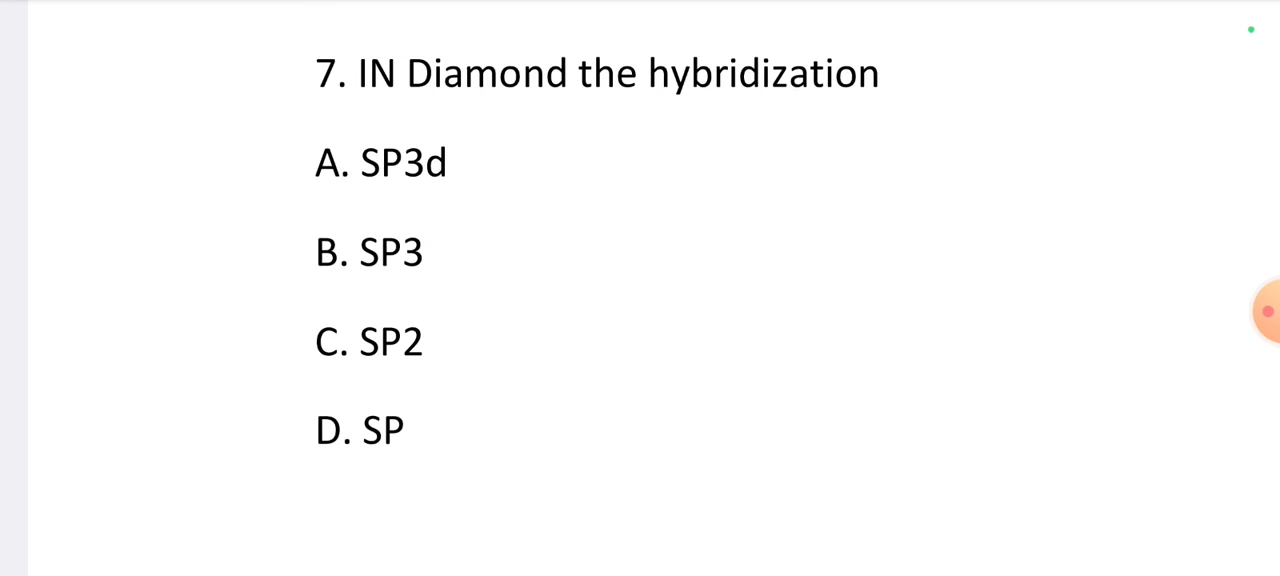 7. IN Diamond the hybridization
A. SP3d
B. SP3
C. SP2
D. SP